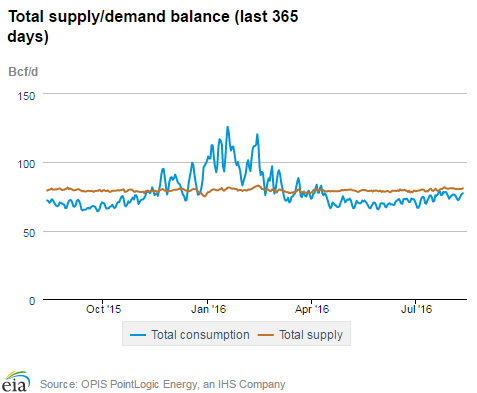 Total supply/demand balance (last 365
days)
Bcf/d
150
100
50
0
Oct '15 Jan '16 Apr '16 Jul '16
Total consumption Total supply
eia Source: OPIS PointLogic Energy, an IHS Company